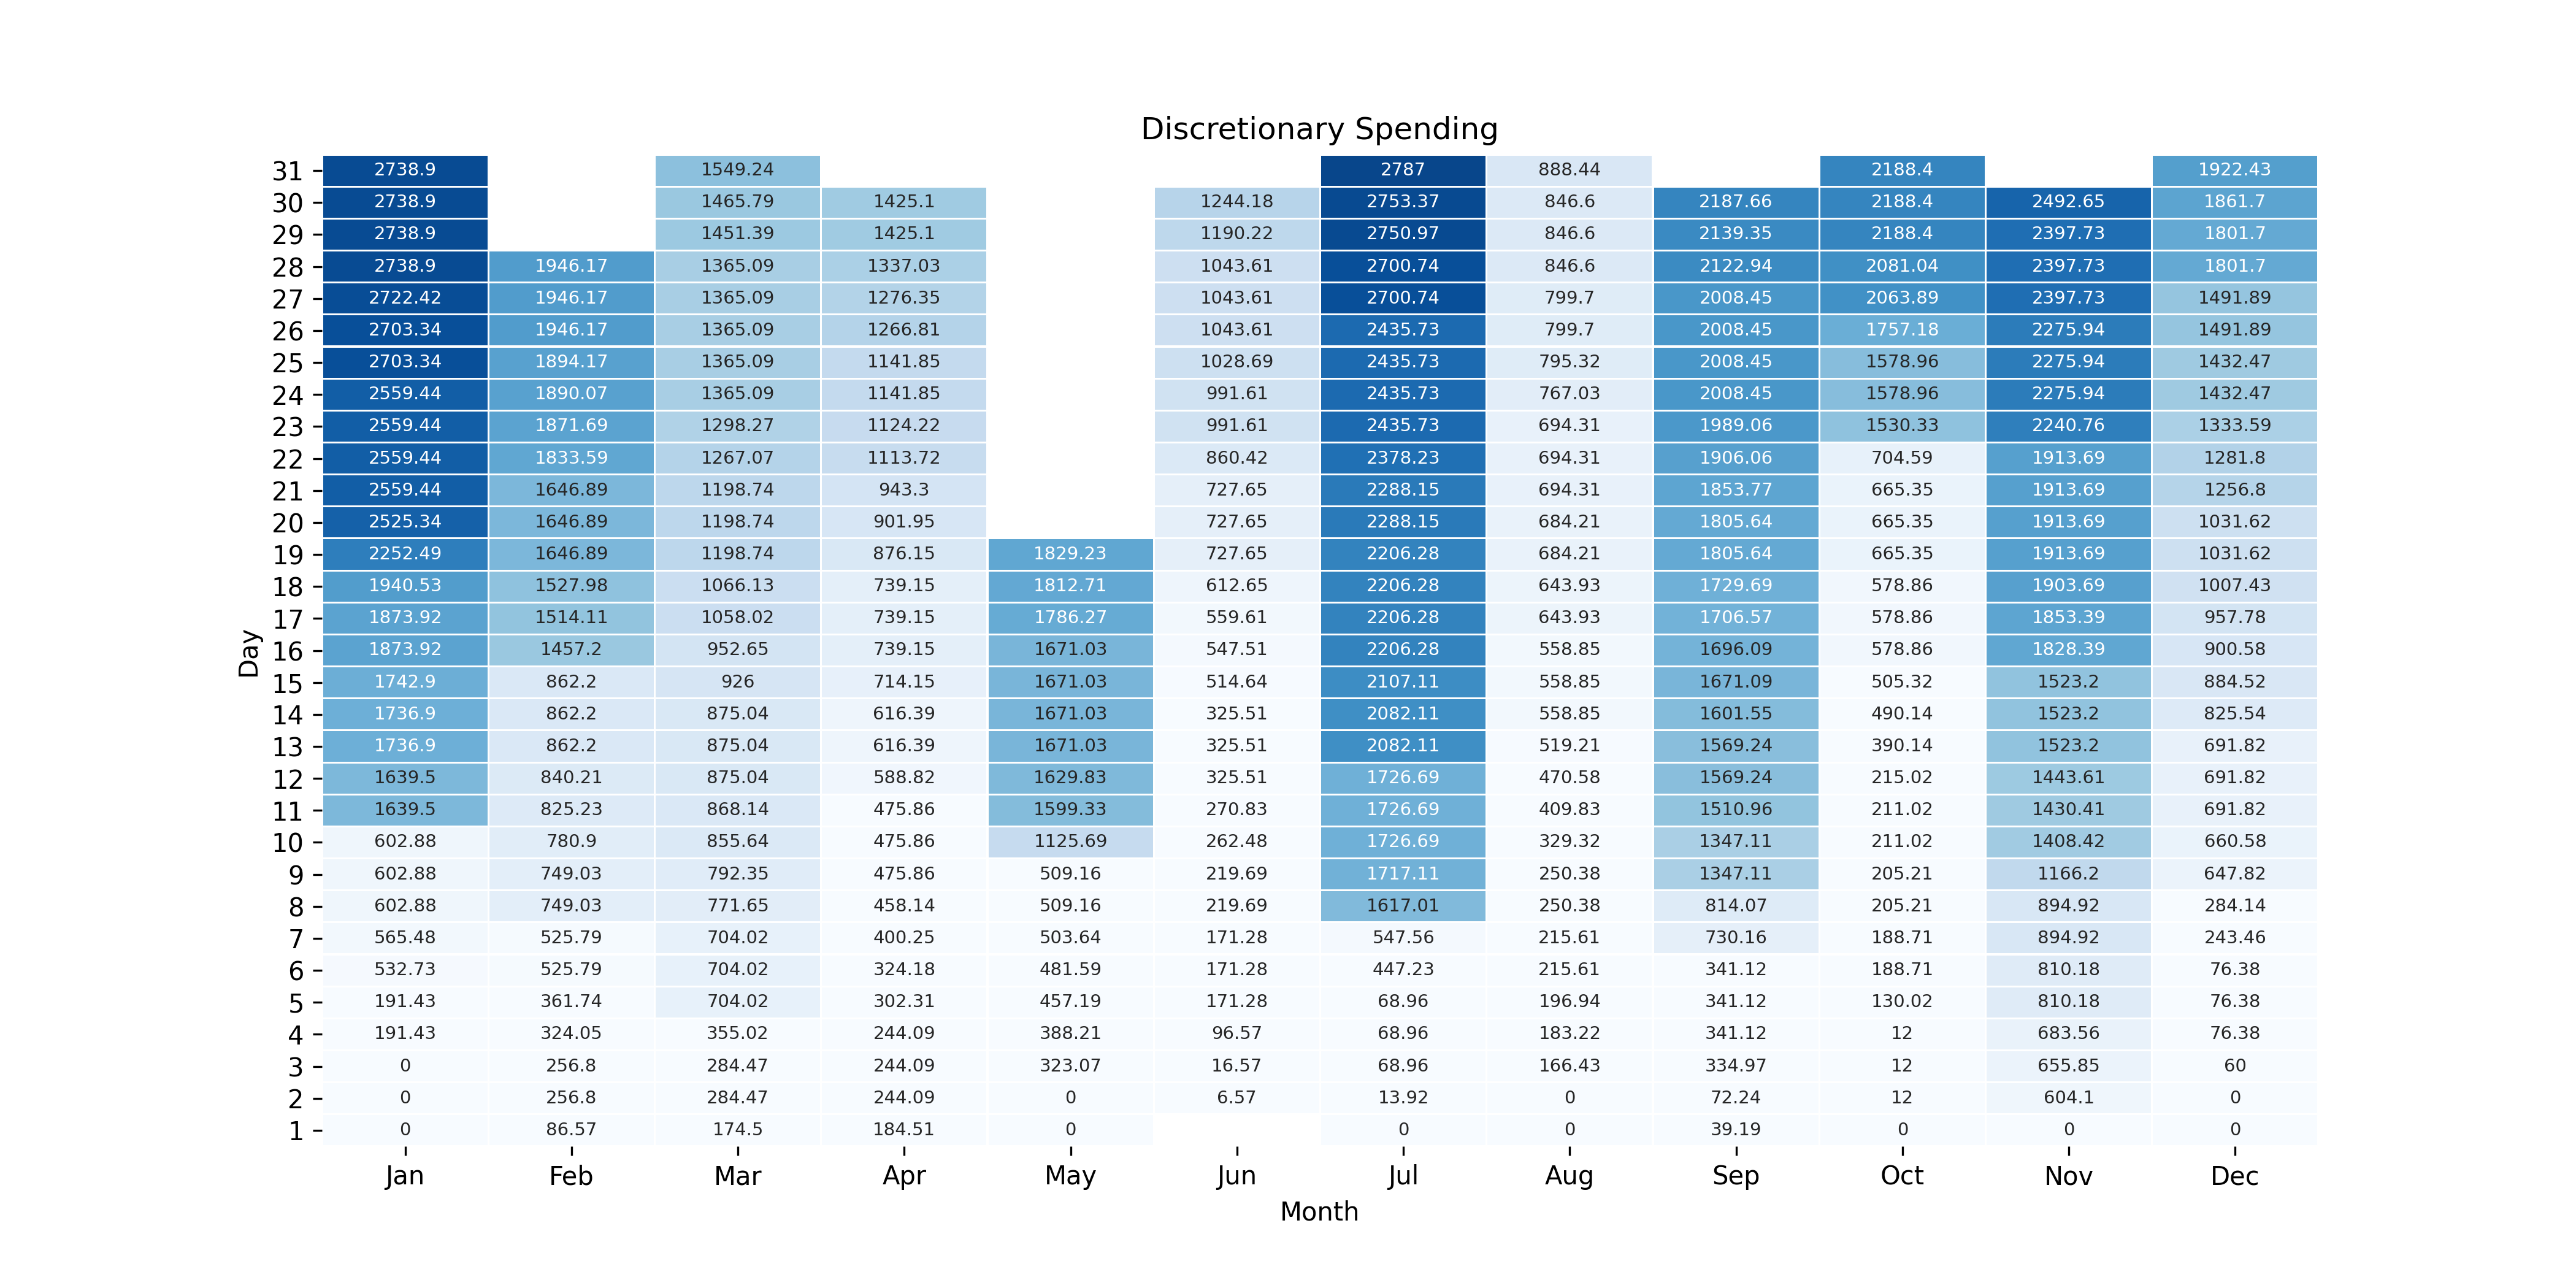 Discretionary Spending
31 2738.9 1549.24 2787 888.44 2188.4 1922.43
30 2738.9 1465.79 1425.1 1244.18 2753.37 846.6 2187.66 2188.4 2492.65 1861.7
29 2738.9 1451.39 1425.1 1190.22 2750.97 846.6 2139.35 2188.4 2397.73 1801.7
28 2738.9 1946.17 1365.09 1337.03 1043.61 2700.74 846.6 2122.94 2081.04 2397.73 1801.7
27 2722.42 1946.17 1365.09 1276.35 1043.61 2700.74 799.7 2008.45 2063.89 2397.73 1491.89
26 2703.34 1946.17 1365.09 1266.81 1043.61 2435.73 799.7 2008.45 1757.18 2275.94 1491.89
25 2703.34 1894.17 1365.09 1141.85 1028.69 2435.73 795.32 2008.45 1578.96 2275.94 1432.47
24 2559.44 1890.07 1365.09 1141.85 991.61 2435.73 767.03 2008.45 1578.96 2275.94 1432.47
23 2559.44 1871.69 1298.27 1124.22 991.61 2435.73 694.31 1989.06 1530.33 2240.76 1333.59
22 2559.44 1833.59 1267.07 1113.72 860.42 2378.23 694.31 1906.06 704.59 1913.69 1281.8
21 2559.44 1646.89 1198.74 943.3 727.65 2288.15 694.31 1853.77 665.35 1913.69 1256.8
20 2525.34 1646.89 1198.74 901.95 727.65 2288.15 684.21 1805.64 665.35 1913.69 1031.62
19 2252.49 1646.89 1198.74 876.15 1829.23 727.65 2206.28 684.21 1805.64 665.35 1913.69 1031.62
18 1940.53 1527.98 1066.13 739.15 1812.71 612.65 2206.28 643.93 1729.69 578.86 1903.69 1007.43
17 1873.92 1514.11 1058.02 739.15 1786.27 559.61 2206.28 643.93 1706.57 578.86 1853.39 957.78
16 1873.92 1457.2 952.65 739.15 1671.03 547.51 2206.28 558.85 1696.09 578.86 1828.39 900.58
15 1742.9 862.2 926 714.15 1671.03 514.64 2107.11 558.85 1671.09 505.32 1523.2 884.52
14 1736.9 862.2 875.04 616.39 1671.03 325.51 2082.11 558.85 1601.55 490.14 1523.2 825.54
13 1736.9 862.2 875.04 616.39 1671.03 325.51 2082.11 519.21 1569.24 390.14 1523.2 691.82
12 1639.5 840.21 875.04 588.82 1629.83 325.51 1726.69 470.58 1569.24 215.02 1443.61 691.82
11 1639.5 825.23 868.14 475.86 1599.33 270.83 1726.69 409.83 1510.96 211.02 1430.41 691.82
10 602.88 780.9 855.64 475.86 1125.69 262.48 1726.69 329.32 1347.11 211.02 1408.42 660.58
9 602.88 749.03 792.35 475.86 509.16 219.69 1717.11 250.38 1347.11 205.21 1166.2 647.82
8 602.88 749.03 771.65 458.14 509.16 219.69 1617.01 250.38 814.07 205.21 894.92 284.14
7 565.48 525.79 704.02 400.25 503.64 171.28 547.56 215.61 730.16 188.71 894.92 243.46
6 532.73 525.79 704.02 324.18 481.59 171.28 447.23 215.61 341.12 188.71 810.18 76.38
5 191.43 361.74 704.02 302.31 457.19 171.28 68.96 196.94 341.12 130.02 810.18 76.38
4 191.43 324.05 355.02 244.09 388.21 96.57 68.96 183.22 341.12 12 683.56 76.38
3 0 256.8 284.47 244.09 323.07 16.57 68.96 166.43 334.97 12 655.85 60
2 0 256.8 284.47 244.09 0 6.57 13.92 0 72.24 12 604.1 0
1 0 86.57 174.5 184.51 0 0 0 39.19 0 0 0
Jan Feb Mar Apr May Jun Jul Aug Sep Oct Nov Dec
Month
Day